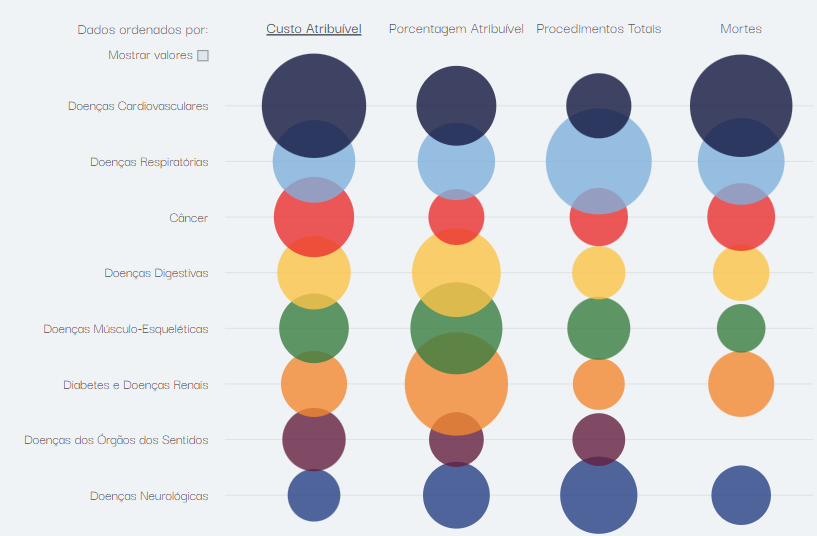 Dados ordenados por:
Custo Atribuível
Porcentagem Atribuível
Procedimentos Totais
Mortes
Mostrar valores
Doenças Cardiovasculares
Doenças Respiratórias
Câncer
Doenças Digestivas
Doenças Músculo-Esqueléticas
Diabetes e Doenças Renais
Doenças dos Órgãos dos Sentidos
Doenças Neurológicas